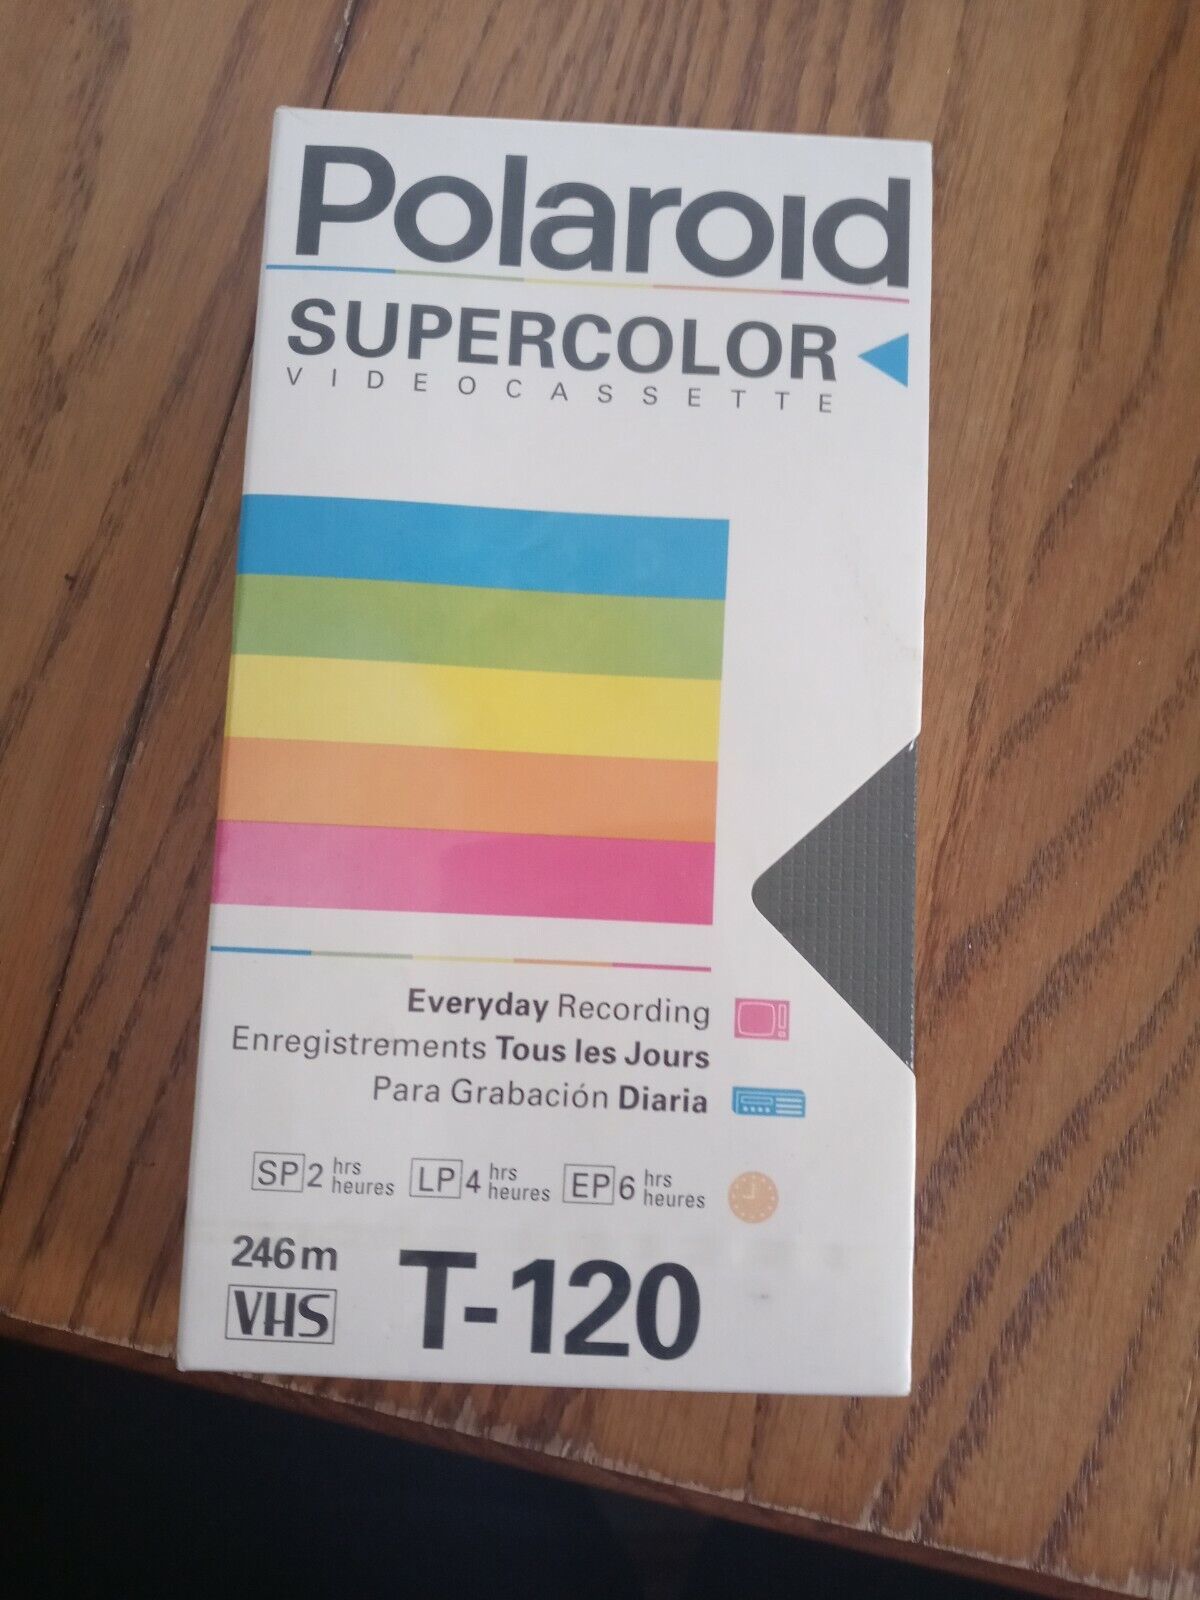 Polaroid
SUPERCOLOR
VIDEOCASSETTE
Everyday Recording
Enregistrements Tous les Jours
Para Grabación Diaria
SP 2 hrs heures LP 4 hrs heures EP 6 hrs heures
246m
VHS T-120